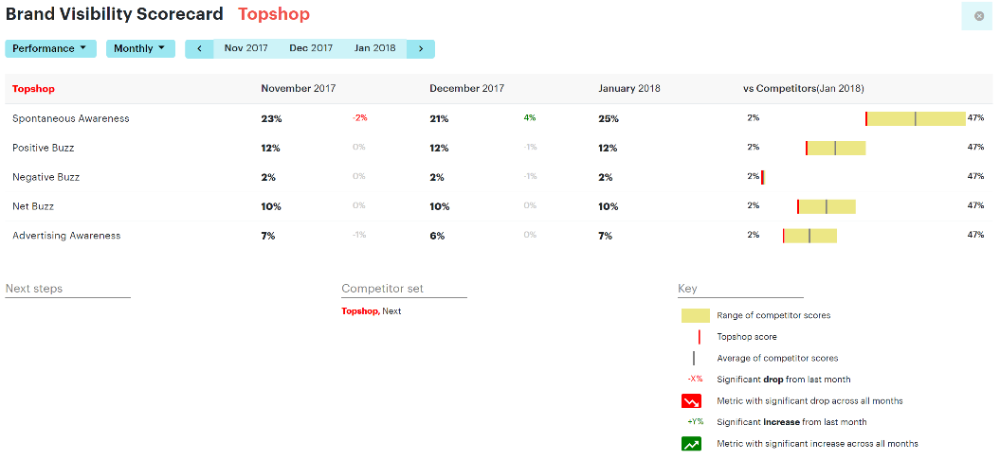 Brand Visibility Scorecard Topshop
Performance Monthly Nov 2017 Dec 2017 Jan 2018
Topshop November 2017 December 2017 January 2018 vs Competitors(Jan 2018)
Spontaneous Awareness 23% -2% 21% 4% 25% 2% 47%
Positive Buzz 12% 0% 12% -1% 12% 2% 47%
Negative Buzz 2% 0% 2% -1% 2% 2% 47%
Net Buzz 10% 0% 10% 0% 10% 2% 47%
Advertising Awareness 7% -1% 6% 0% 7% 2% 47%
Next steps Competitor set Key
Topshop, Next
Range of competitor scores
Topshop score
Average of competitor scores
-X% Significant drop from last month
Metric with significant drop across all months
+Y% Significant increase from last month
Metric with significant increase across all months